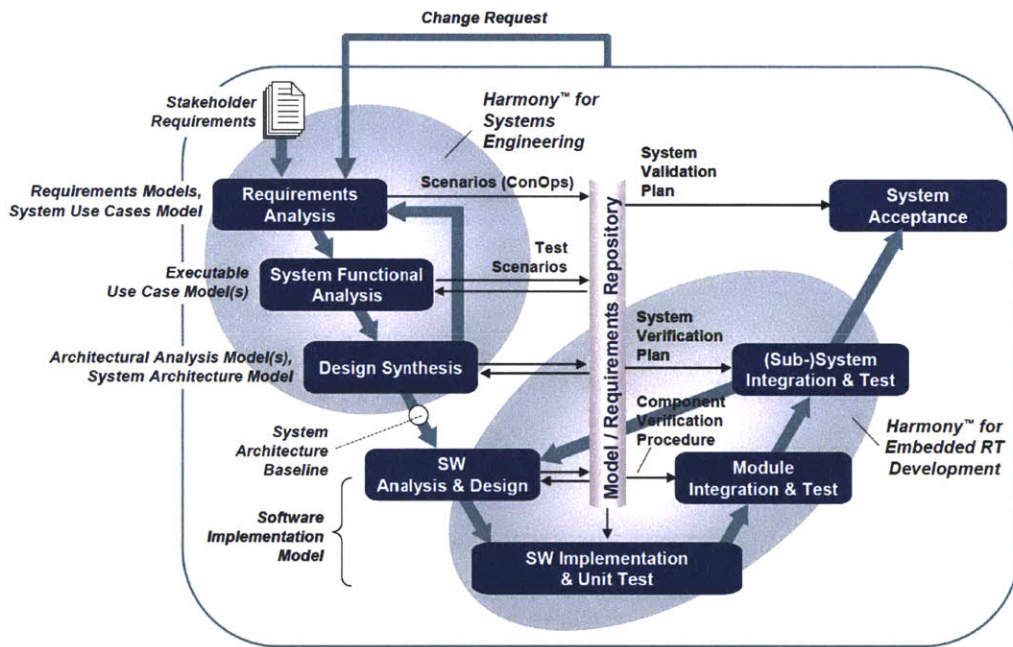 Change Request
Stakeholder
Requirements
Harmony™ for
Systems
Engineering
Requirements Models,
System Use Cases Model
Requirements
Analysis
Scenarios (ConOps)
System
Validation
Plan
System
Acceptance
Executable
Use Case Model(s)
System Functional
Analysis
Test
Scenarios
Model / Requirements Repository
Architectural Analysis Model(s),
System Architecture Model
Design Synthesis
System
Verification
Plan
(Sub-)System
Integration & Test
System
Architecture
Baseline
Component
Verification
Procedure
Harmony™ for
Embedded RT
Development
SW
Analysis & Design
Module
Integration & Test
Software
Implementation
Model
SW Implementation
& Unit Test